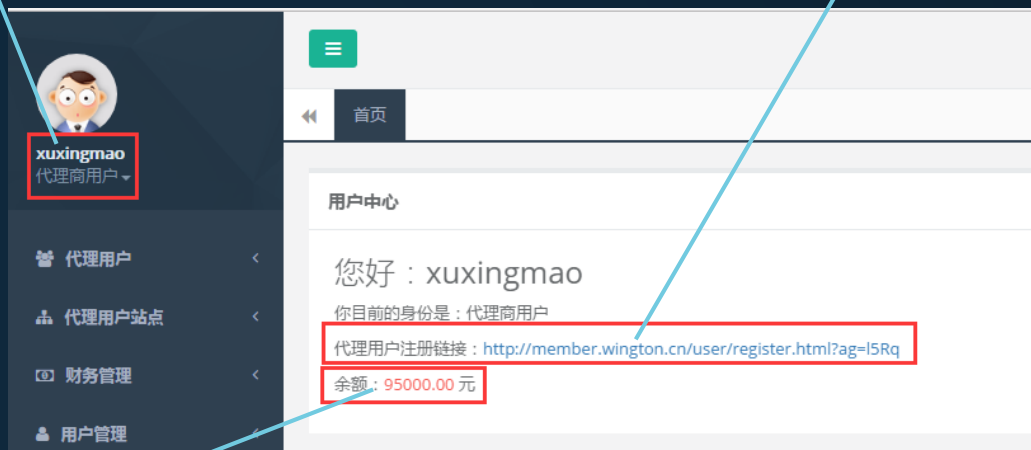 xuxingmao
代理商用户
代理用户
代理用户站点
财务管理
用户管理
首页
用户中心
您好：xuxingmao
你目前的身份是：代理商用户
代理用户注册链接：http://member.wington.cn/user/register.html?ag=l5Rq
余额：95000.00 元